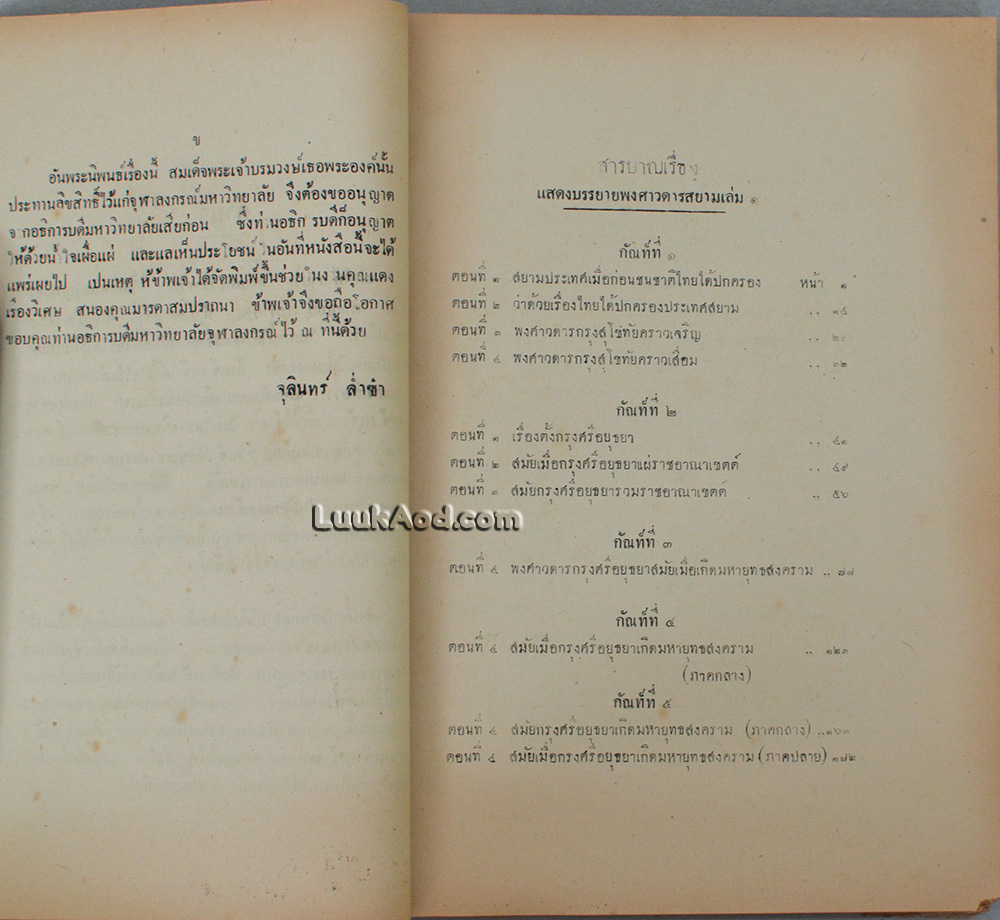 ข
อันพระนิพนธ์เรื่องนี้ สมเด็จพระเจ้าบรมวงษ์เธอพระองค์นั้น
ประทานลิขสิทธิ์ไว้แก่จุฬาลงกรณ์มหาวิทยาลัย จึงต้องขออนุญาต
จากอธิการบดีมหาวิทยาลัยเสียก่อน ซึ่งท่านอธิการบดีก็อนุญาต
ให้ด้วยน้ำใจเผื่อแผ่ และแลเห็นประโยชน์ในอันที่หนังสือนี้จะได้
แพร่เผยไป เปนเหตุให้ข้าพเจ้าได้จัดพิมพ์ขึ้นช่วยในงานคุณแดง
เรืองวิเศษ สนองคุณมารดาสมปราถนา ข้าพเจ้าจึงขอถือโอกาศ
ขอบคุณท่านอธิการบดีมหาวิทยาลัยจุฬาลงกรณ์ไว้ ณ ที่นี้ด้วย
จุลินทร์ ล่ำซำ
สารบาญเรื่อง
แสดงบรรยายพงศาวดารสยามเล่ม ๑
กัณฑ์ที่ ๑
ตอนที่ ๑ สยามประเทศเมื่อก่อนชนชาติไทยได้ปกครอง หน้า ๑
ตอนที่ ๒ ว่าด้วยเรื่องไทยได้ปกครองประเทศสยาม ,, ๑๔
ตอนที่ ๓ พงศาวดารกรุงสุโขทัยคราวเจริญ ,, ๒๐
ตอนที่ ๔ พงศาวดารกรุงสุโขทัยคราวเสื่อม ,, ๓๒
กัณฑ์ที่ ๒
ตอนที่ ๑ เรื่องตั้งกรุงศรีอยุธยา ,, ๔๑
ตอนที่ ๒ สมัยเมื่อกรุงศรีอยุธยาแผ่ราชอาณาเขตต์ ,, ๔๙
ตอนที่ ๓ สมัยกรุงศรีอยุธยารวมราชอาณาเขตต์ ,, ๕๖
กัณฑ์ที่ ๓
ตอนที่ ๔ พงศาวดารกรุงศรีอยุธยาสมัยเมื่อเกิดมหายุทธสงคราม ,, ๗๘
กัณฑ์ที่ ๔
ตอนที่ ๔ สมัยเมื่อกรุงศรีอยุธยาเกิดมหายุทธสงคราม ,, ๑๒๓
(ภาคกลาง)
กัณฑ์ที่ ๕
ตอนที่ ๔ สมัยกรุงศรีอยุธยาเกิดมหายุทธสงคราม (ภาคกลาง) ,,๑๖๓
ตอนที่ ๔ สมัยเมื่อกรุงศรีอยุธยาเกิดมหายุทธสงคราม (ภาคปลาย) ๑๗๒
LuukAod.com